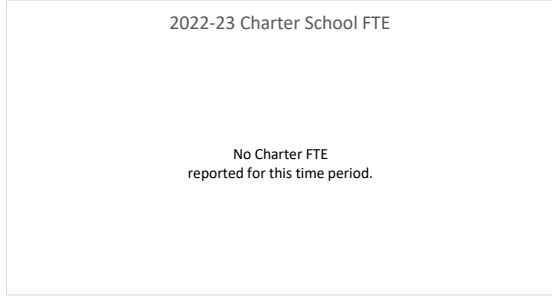 2022-23 Charter School FTE
No Charter FTE
reported for this time period.